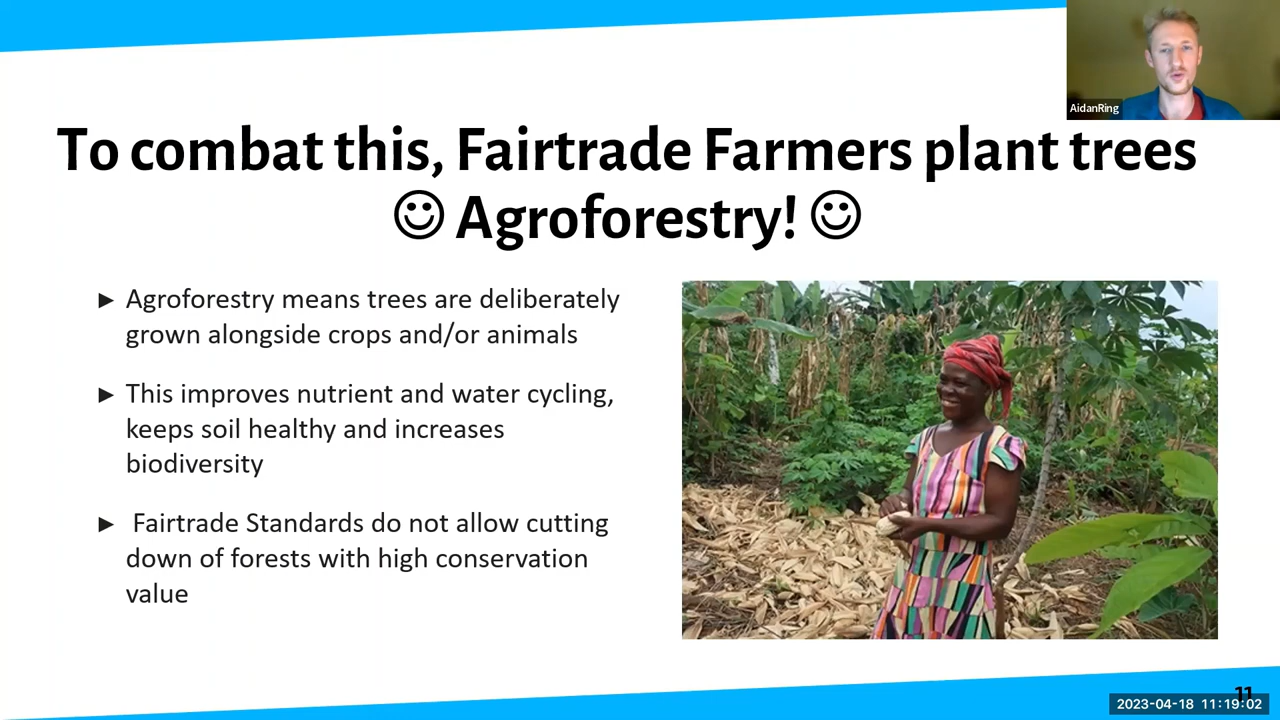 AidanRing
To combat this, Fairtrade Farmers plant trees
☺ Agroforestry! ☺
► Agroforestry means trees are deliberately
grown alongside crops and/or animals
► This improves nutrient and water cycling,
keeps soil healthy and increases
biodiversity
► Fairtrade Standards do not allow cutting
down of forests with high conservation
value
11
2023-04-18 11:19:02